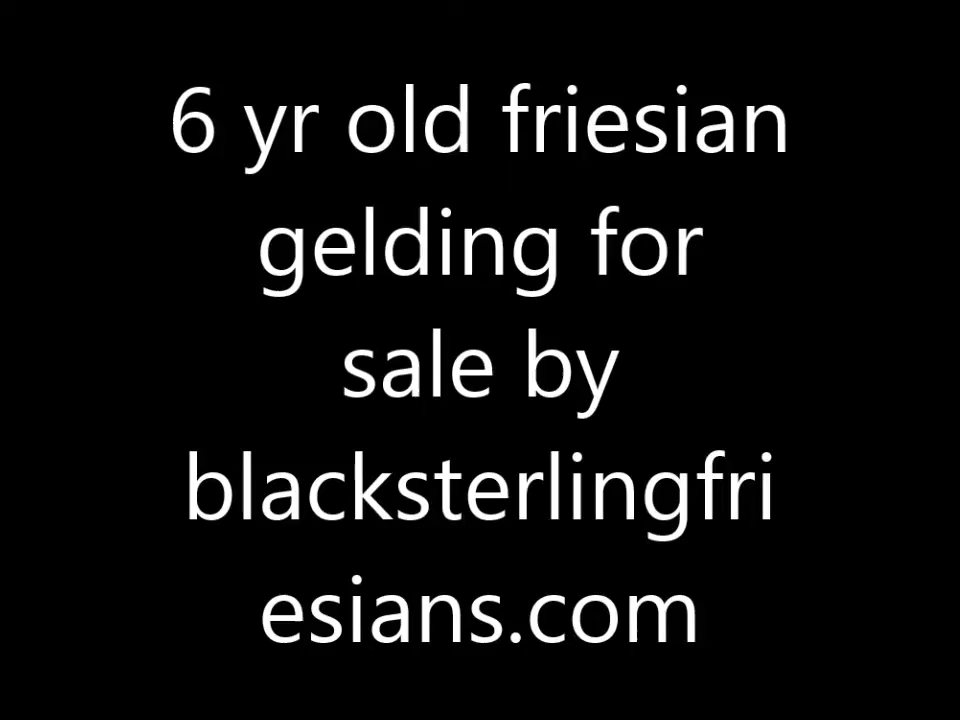 6 yr old friesian
gelding for
sale by
blacksterlingfri
esians.com